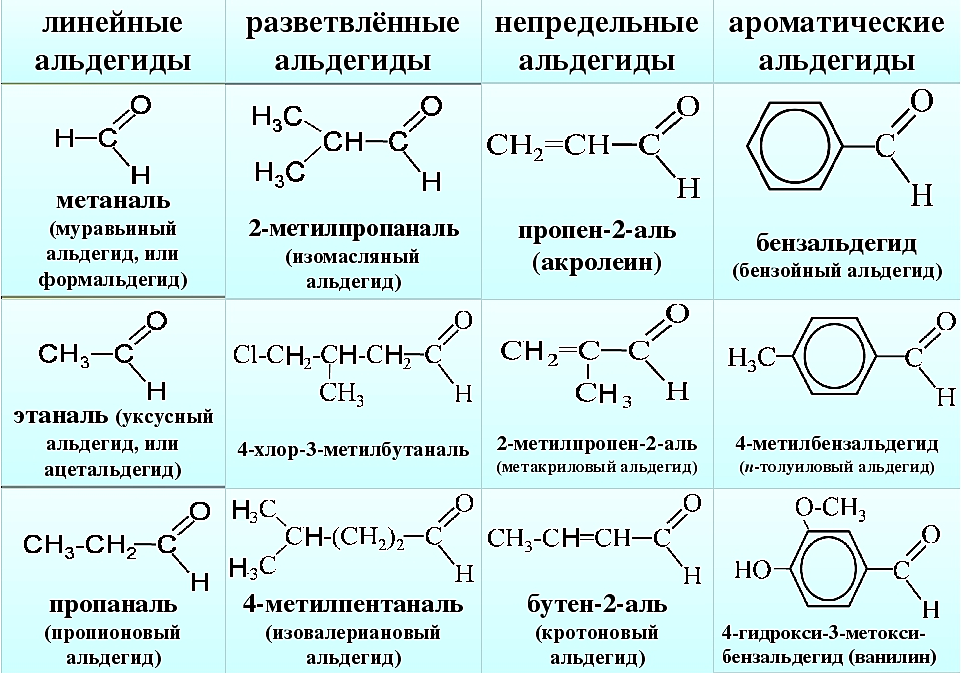 линейные
альдегиды
разветвлённые
альдегиды
непредельные
альдегиды
ароматические
альдегиды
O
H–C
H
метаналь
(муравьиный
альдегид, или
формальдегид)
H₃C
O
CH–C
H₃C
H
2-метилпропаналь
(изомасляный
альдегид)
O
CH₂=CH–C
H
пропен-2-аль
(акролеин)
O
C
H
бензальдегид
(бензойный альдегид)
O
CH₃–C
H
этаналь (уксусный
альдегид, или
ацетальдегид)
O
Cl-CH₂-CH-CH₂–C
CH₃
H
4-хлор-3-метилбутаналь
O
CH₂=C–C
CH₃
H
2-метилпропен-2-аль
(метакриловый альдегид)
O
H₃C
C
H
4-метилбензальдегид
(п-толуиловый альдегид)
O
CH₃-CH₂–C
H
пропаналь
(пропионовый
альдегид)
H₃C
O
CH-(CH₂)₂–C
H₃C
H
4-метилпентаналь
(изовалериановый
альдегид)
O
CH₃-CH=CH–C
H
бутен-2-аль
(кротоновый
альдегид)
O-CH₃
O
HO
C
H
4-гидрокси-3-метокси-
бензальдегид (ванилин)